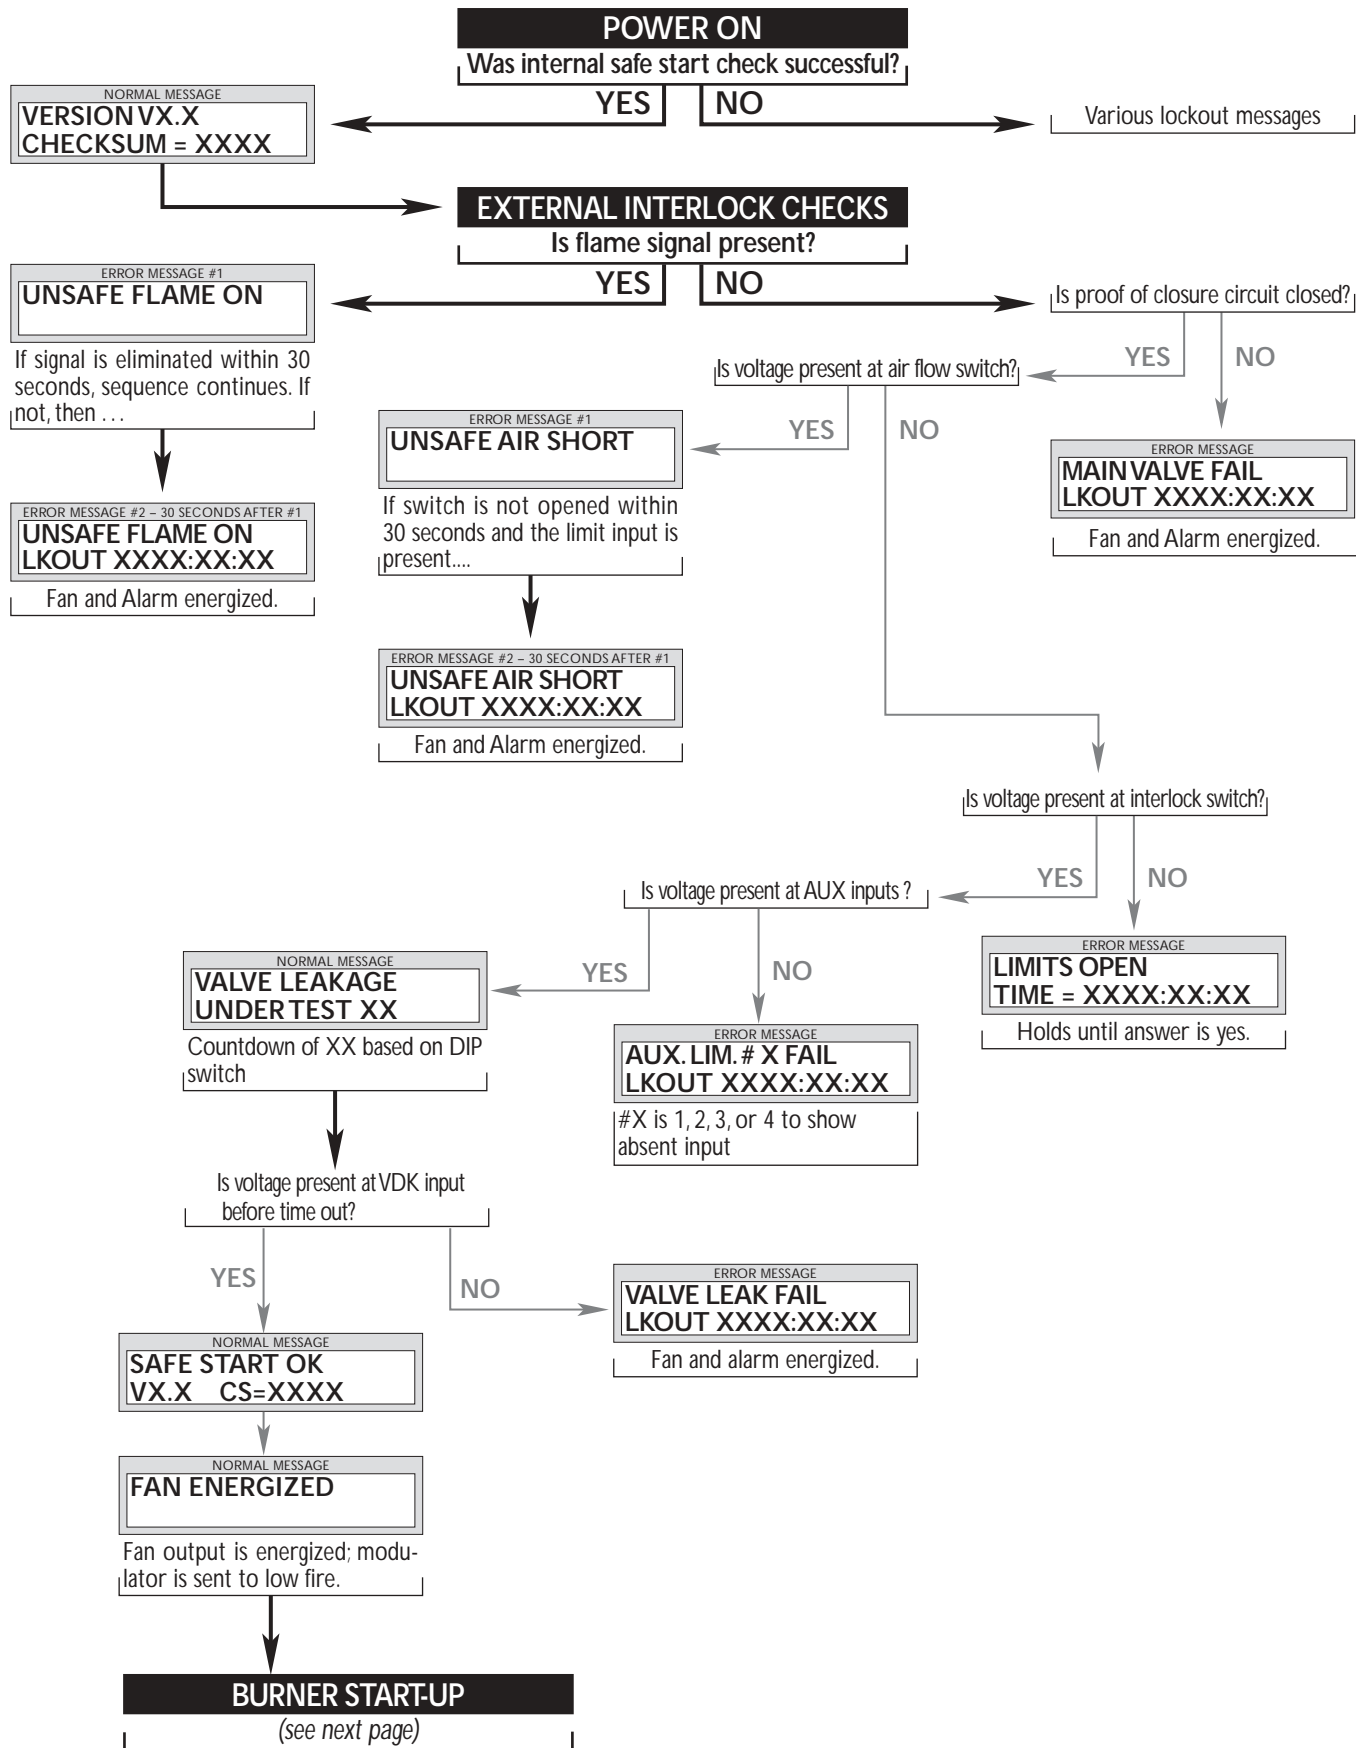 POWER ON
Was internal safe start check successful?
YES
NO
NORMAL MESSAGE
VERSION VX.X
CHECKSUM = XXXX
Various lockout messages
EXTERNAL INTERLOCK CHECKS
Is flame signal present?
YES
NO
ERROR MESSAGE #1
UNSAFE FLAME ON
If signal is eliminated within 30
seconds, sequence continues. If
not, then ...
ERROR MESSAGE #2 – 30 SECONDS AFTER #1
UNSAFE FLAME ON
LKOUT XXXX:XX:XX
Fan and Alarm energized.
Is proof of closure circuit closed?
YES
NO
Is voltage present at air flow switch?
YES
NO
ERROR MESSAGE #1
UNSAFE AIR SHORT
If switch is not opened within
30 seconds and the limit input is
present....
ERROR MESSAGE #2 – 30 SECONDS AFTER #1
UNSAFE AIR SHORT
LKOUT XXXX:XX:XX
Fan and Alarm energized.
ERROR MESSAGE
MAIN VALVE FAIL
LKOUT XXXX:XX:XX
Fan and Alarm energized.
Is voltage present at interlock switch?
YES
NO
Is voltage present at AUX inputs ?
YES
NO
ERROR MESSAGE
LIMITS OPEN
TIME = XXXX:XX:XX
Holds until answer is yes.
NORMAL MESSAGE
VALVE LEAKAGE
UNDER TEST XX
Countdown of XX based on DIP
switch
ERROR MESSAGE
AUX. LIM. # X FAIL
LKOUT XXXX:XX:XX
#X is 1, 2, 3, or 4 to show
absent input
Is voltage present at VDK input
before time out?
YES
NO
ERROR MESSAGE
VALVE LEAK FAIL
LKOUT XXXX:XX:XX
Fan and alarm energized.
NORMAL MESSAGE
SAFE START OK
VX.X CS=XXXX
NORMAL MESSAGE
FAN ENERGIZED
Fan output is energized; modu-
lator is sent to low fire.
BURNER START-UP
(see next page)